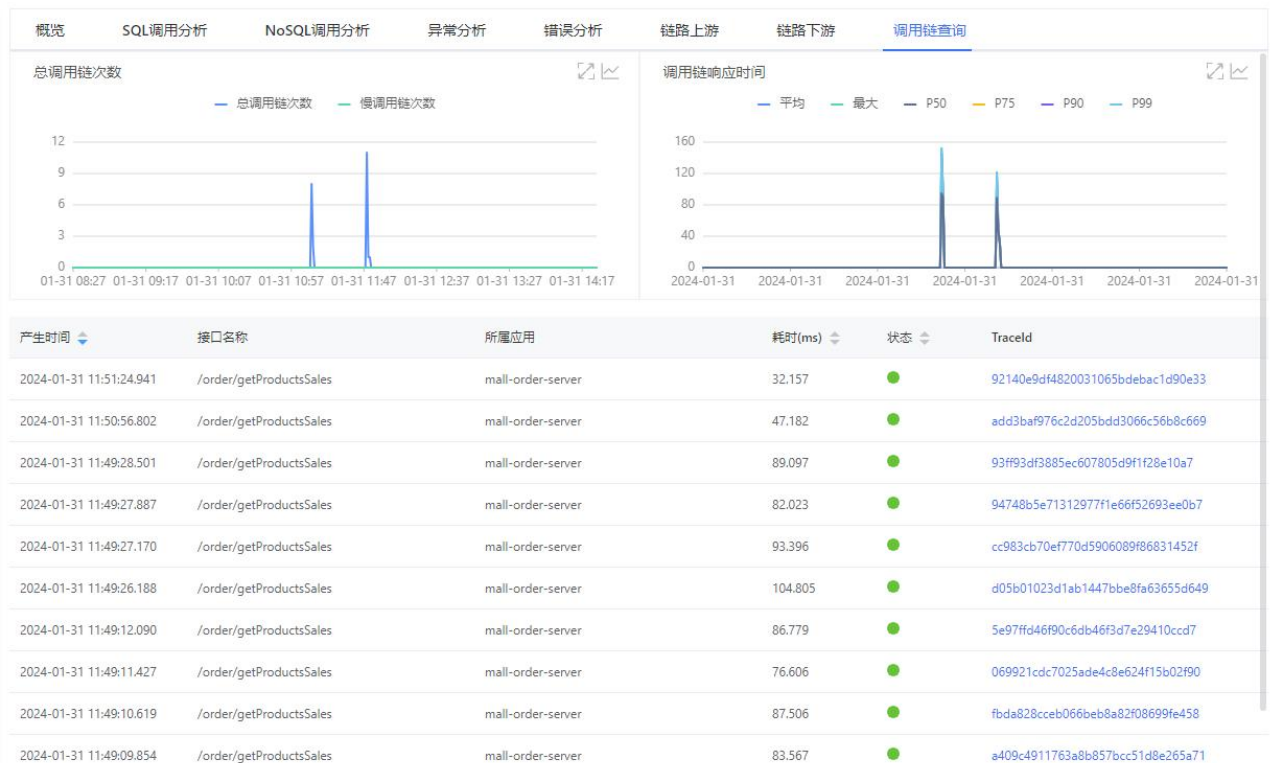 概览 SQL调用分析 NoSQL调用分析 异常分析 错误分析 链路上游 链路下游 调用链查询
总调用链次数
总调用链次数 慢调用链次数
12
9
6
3
0
01-31 08:27 01-31 09:17 01-31 10:07 01-31 10:57 01-31 11:47 01-31 12:37 01-31 13:27 01-31 14:17
调用链响应时间
平均 最大 P50 P75 P90 P99
160
120
80
40
0
2024-01-31 2024-01-31 2024-01-31 2024-01-31 2024-01-31 2024-01-31 2024-01-31
产生时间 接口名称 所属应用 耗时(ms) 状态 TraceId
2024-01-31 11:51:24.941 /order/getProductsSales mall-order-server 32.157 92140e9df4820031065bdebac1d90e33
2024-01-31 11:50:56.802 /order/getProductsSales mall-order-server 47.182 add3baf976c2d205bdd3066c56b8c669
2024-01-31 11:49:28.501 /order/getProductsSales mall-order-server 89.097 93ff93df3885ec607805d9f1f28e10a7
2024-01-31 11:49:27.887 /order/getProductsSales mall-order-server 82.023 94748b5e71312977f1e66f52693ee0b7
2024-01-31 11:49:27.170 /order/getProductsSales mall-order-server 93.396 cc983cb70ef770d5906089f86831452f
2024-01-31 11:49:26.188 /order/getProductsSales mall-order-server 104.805 d05b01023d1ab1447bbe8fa63655d649
2024-01-31 11:49:12.090 /order/getProductsSales mall-order-server 86.779 5e97ffd46f90c6db46f3d7e29410ccd7
2024-01-31 11:49:11.427 /order/getProductsSales mall-order-server 76.606 069921cdc7025ade4c8e624f15b02f90
2024-01-31 11:49:10.619 /order/getProductsSales mall-order-server 87.506 fbda828cceb066beb8a82f08699fe458
2024-01-31 11:49:09.854 /order/getProductsSales mall-order-server 83.567 a409c4911763a8b857bcc51d8e265a71